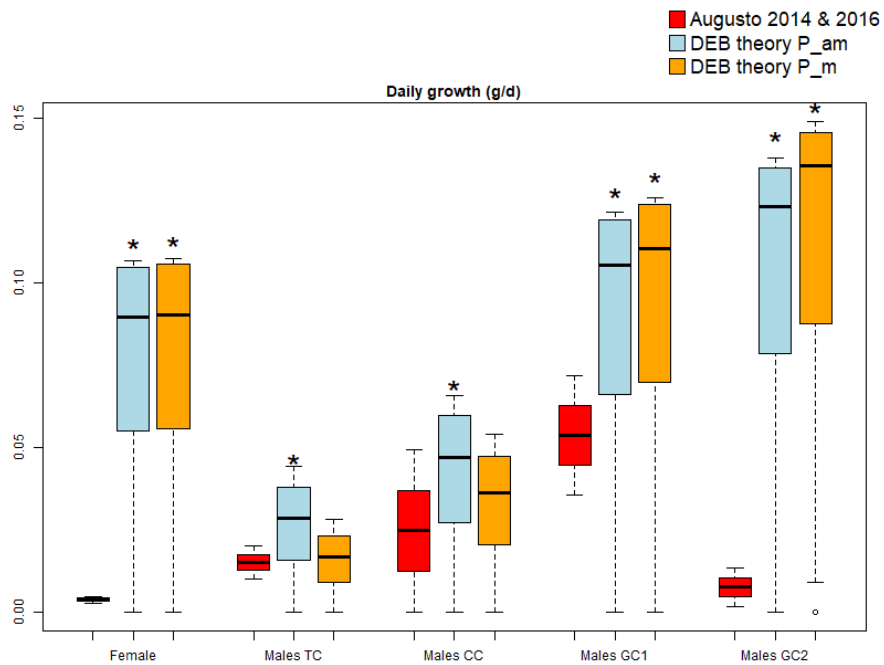 Augusto 2014 & 2016
DEB theory P_am
DEB theory P_m
Daily growth (g/d)
0.15
0.10
0.05
0.00
* * * * * * * *
Female Males TC Males CC Males GC1 Males GC2